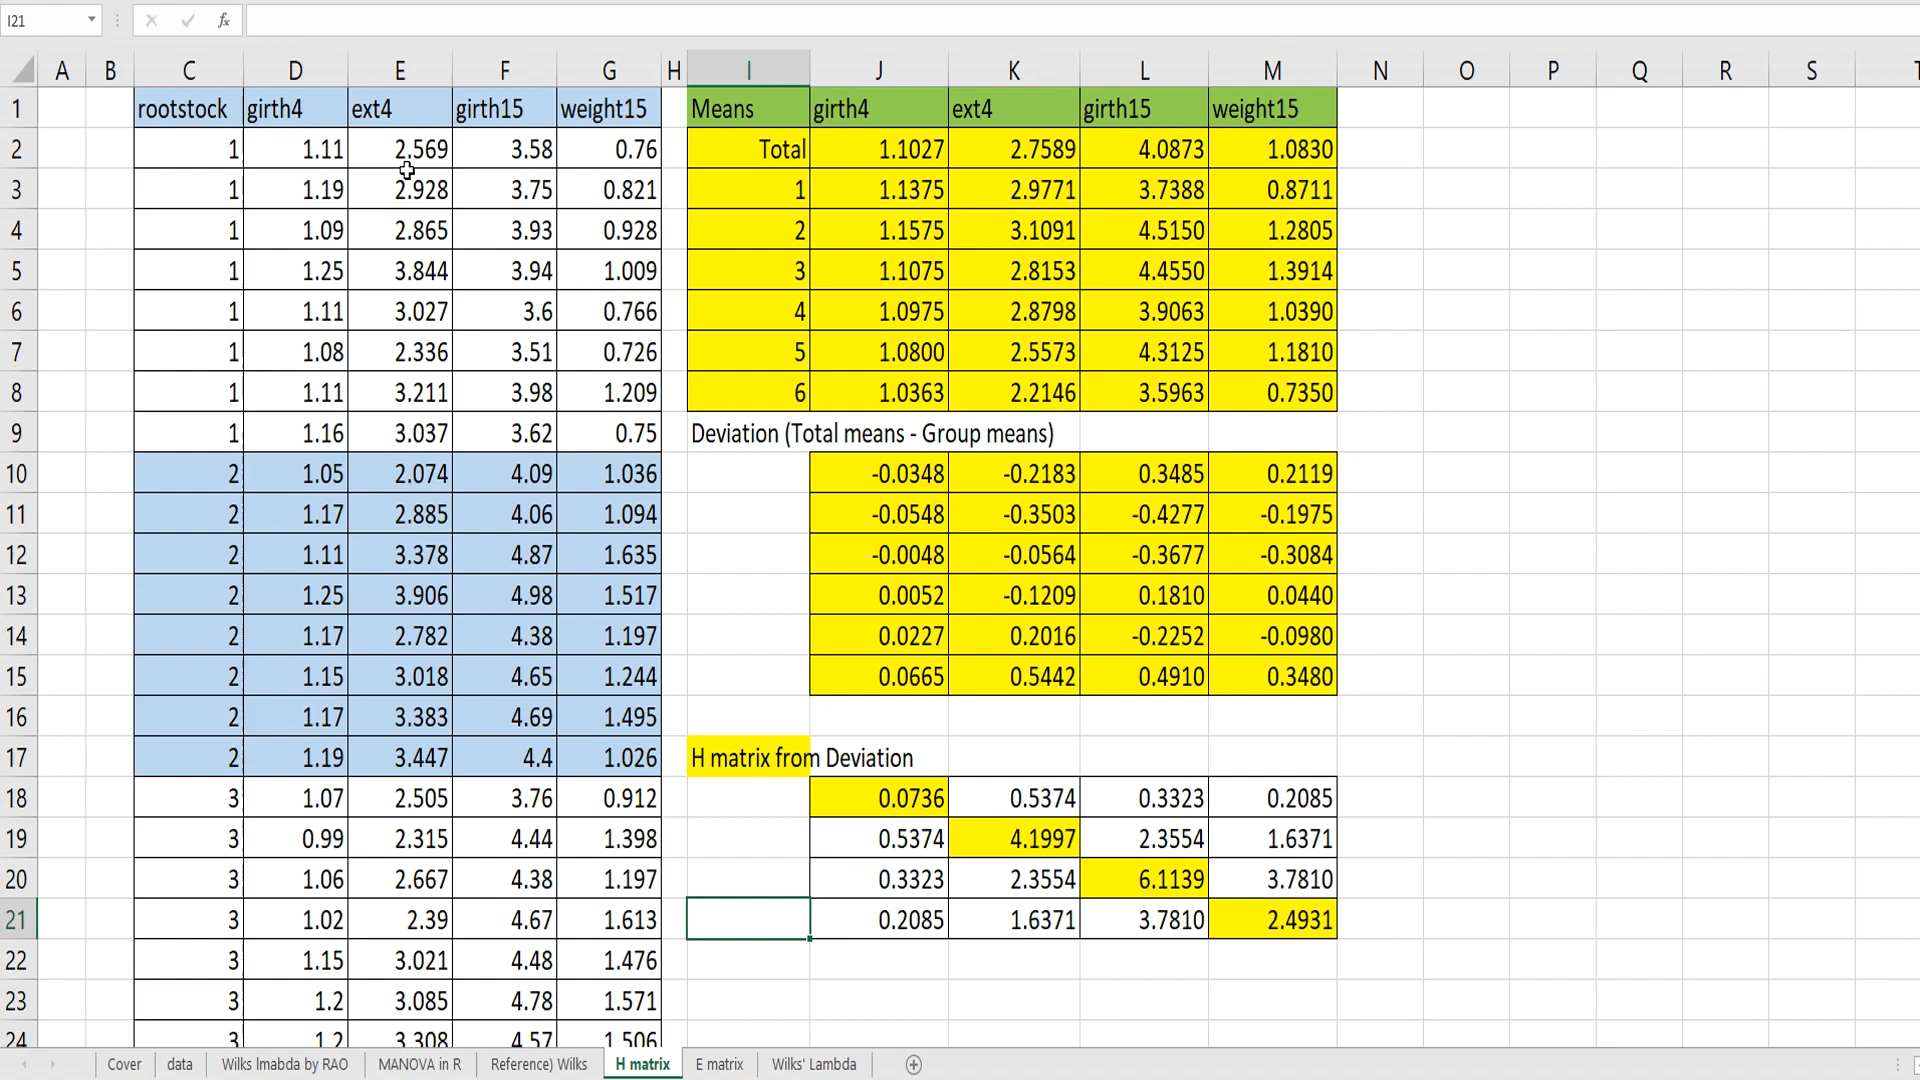 I21 fx
A B C D E F G H I J K L M N O P Q R S
1 rootstock girth4 ext4 girth15 weight15 Means girth4 ext4 girth15 weight15
2 1 1.11 2.569 3.58 0.76 Total 1.1027 2.7589 4.0873 1.0830
3 1 1.19 2.928 3.75 0.821 1 1.1375 2.9771 3.7388 0.8711
4 1 1.09 2.865 3.93 0.928 2 1.1575 3.1091 4.5150 1.2805
5 1 1.25 3.844 3.94 1.009 3 1.1075 2.8153 4.4550 1.3914
6 1 1.11 3.027 3.6 0.766 4 1.0975 2.8798 3.9063 1.0390
7 1 1.08 2.336 3.51 0.726 5 1.0800 2.5573 4.3125 1.1810
8 1 1.11 3.211 3.98 1.209 6 1.0363 2.2146 3.5963 0.7350
9 1 1.16 3.037 3.62 0.75 Deviation (Total means - Group means)
10 2 1.05 2.074 4.09 1.036 -0.0348 -0.2183 0.3485 0.2119
11 2 1.17 2.885 4.06 1.094 -0.0548 -0.3503 -0.4277 -0.1975
12 2 1.11 3.378 4.87 1.635 -0.0048 -0.0564 -0.3677 -0.3084
13 2 1.25 3.906 4.98 1.517 0.0052 -0.1209 0.1810 0.0440
14 2 1.17 2.782 4.38 1.197 0.0227 0.2016 -0.2252 -0.0980
15 2 1.15 3.018 4.65 1.244 0.0665 0.5442 0.4910 0.3480
16 2 1.17 3.383 4.69 1.495
17 2 1.19 3.447 4.4 1.026 H matrix from Deviation
18 3 1.07 2.505 3.76 0.912 0.0736 0.5374 0.3323 0.2085
19 3 0.99 2.315 4.44 1.398 0.5374 4.1997 2.3554 1.6371
20 3 1.06 2.667 4.38 1.197 0.3323 2.3554 6.1139 3.7810
21 3 1.02 2.39 4.67 1.613 0.2085 1.6371 3.7810 2.4931
22 3 1.15 3.021 4.48 1.476
23 3 1.2 3.085 4.78 1.571
24 3 1.2 3.308 4.57 1.506
Cover data Wilks lmabda by RAO MANOVA in R Reference) Wilks H matrix E matrix Wilks' Lambda